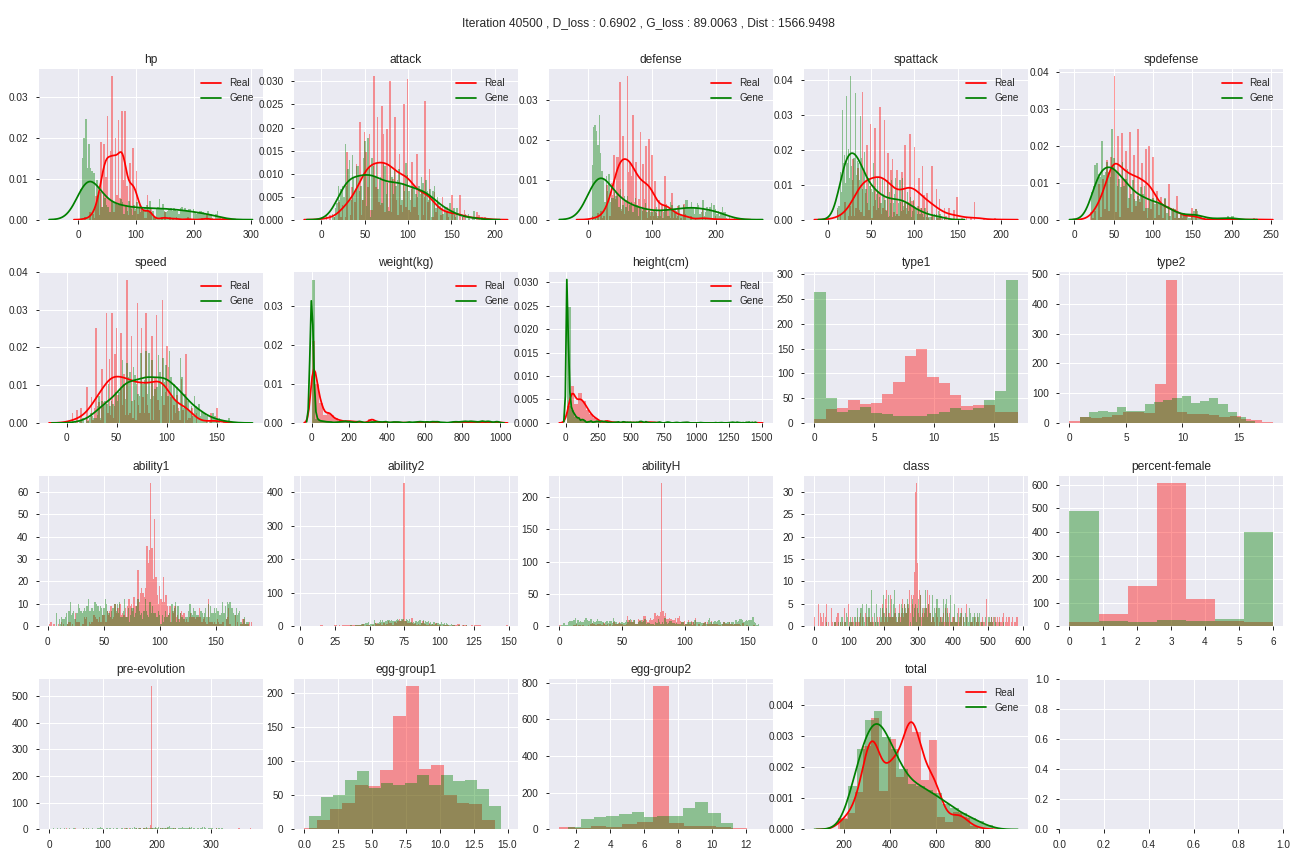 Iteration 40500 , D_loss : 0.6902 , G_loss : 89.0063 , Dist : 1566.9498
hp
attack
defense
spattack
spdefense
Real
Gene
Real
Gene
Real
Gene
Real
Gene
Real
Gene
0.03
0.02
0.01
0.00
0.030
0.025
0.020
0.015
0.010
0.005
0.000
0.03
0.02
0.01
0.00
0.04
0.03
0.02
0.01
0.00
0.04
0.03
0.02
0.01
0.00
0 100 200 300
0 50 100 150 200
0 100 200
0 50 100 150 200
0 50 100 150 200 250
speed
weight(kg)
height(cm)
type1
type2
Real
Gene
Real
Gene
Real
Gene
0.04
0.03
0.02
0.01
0.00
0.03
0.02
0.01
0.00
0.030
0.025
0.020
0.015
0.010
0.005
0.000
300
250
200
150
100
50
0
500
400
300
200
100
0
0 50 100 150
0 200 400 600 800 1000
0 250 500 750 1000 1250 1500
0 5 10 15
0 5 10 15
ability1
ability2
abilityH
class
percent-female
60
50
40
30
20
10
0
400
300
200
100
0
200
150
100
50
0
30
25
20
15
10
5
0
600
500
400
300
200
100
0
0 50 100 150
0 50 100 150
0 50 100 150
0 100 200 300 400 500 600
0 1 2 3 4 5 6
pre-evolution
egg-group1
egg-group2
total
Real
Gene
500
400
300
200
100
0
200
150
100
50
0
800
600
400
200
0
0.004
0.003
0.002
0.001
0.000
1.0
0.8
0.6
0.4
0.2
0.0
0 100 200 300
0.0 2.5 5.0 7.5 10.0 12.5 15.0
2 4 6 8 10 12
200 400 600 800
0.0 0.2 0.4 0.6 0.8 1.0